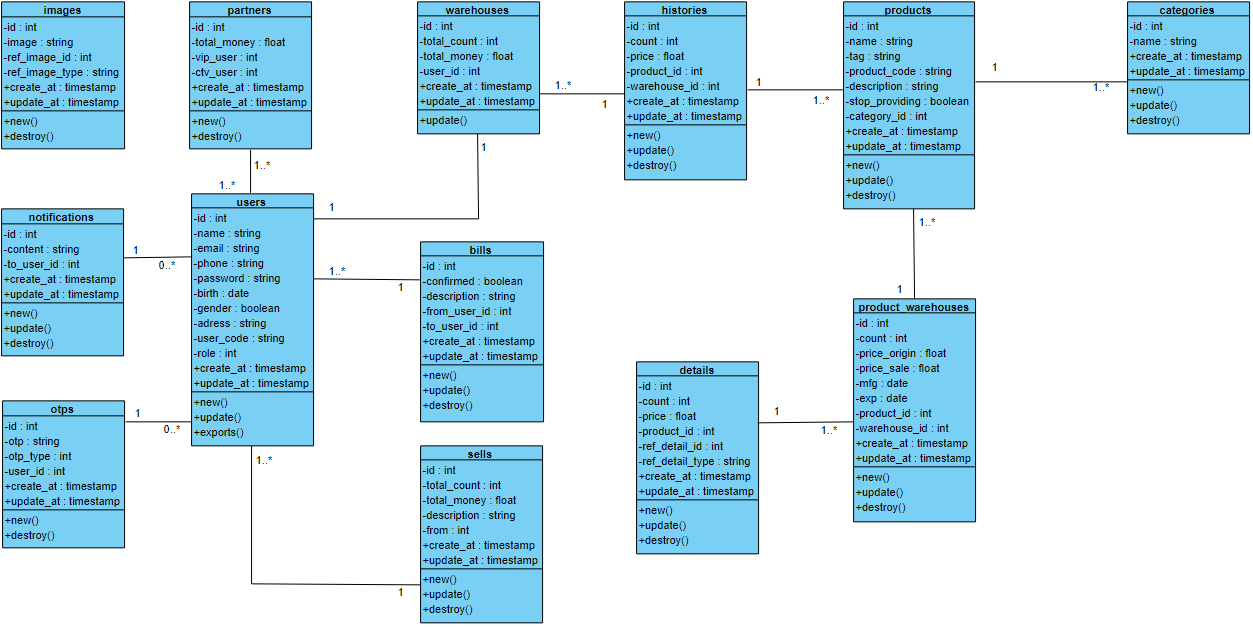 images
-id : int
-image : string
-ref_image_id : int
-ref_image_type : string
+create_at : timestamp
+update_at : timestamp
+new()
+destroy()
partners
-id : int
-total_money : float
-vip_user : int
-ctv_user : int
+create_at : timestamp
+update_at : timestamp
+new()
+destroy()
warehouses
-id : int
-total_count : int
-total_money : float
-user_id : int
+create_at : timestamp
+update_at : timestamp
+update()
histories
-id : int
-count : int
-price : float
-product_id : int
-warehouse_id : int
+create_at : timestamp
+update_at : timestamp
+new()
+update()
+destroy()
products
-id : int
-name : string
-tag : string
-product_code : string
-description : string
-stop_providing : boolean
-category_id : int
+create_at : timestamp
+update_at : timestamp
+new()
+update()
+destroy()
categories
-id : int
-name : string
+create_at : timestamp
+update_at : timestamp
+new()
+update()
+destroy()
1..*
1
1
1..*
1
1..*
1..*
1..*
1
1
notifications
-id : int
-content : string
-to_user_id : int
+create_at : timestamp
+update_at : timestamp
+new()
+update()
+destroy()
1
0..*
users
-id : int
-name : string
-email : string
-phone : string
-password : string
-birth : date
-gender : boolean
-adress : string
-user_code : string
-role : int
+create_at : timestamp
+update_at : timestamp
+new()
+update()
+exports()
1..*
1
bills
-id : int
-confirmed : boolean
-description : string
-from_user_id : int
-to_user_id : int
+create_at : timestamp
+update_at : timestamp
+new()
+update()
+destroy()
1..*
1
product_warehouses
-id : int
-count : int
-price_origin : float
-price_sale : float
-mfg : date
-exp : date
-product_id : int
-warehouse_id : int
+create_at : timestamp
+update_at : timestamp
+new()
+update()
+destroy()
details
-id : int
-count : int
-price : float
-product_id : int
-ref_detail_id : int
-ref_detail_type : string
+create_at : timestamp
+update_at : timestamp
+new()
+update()
+destroy()
1
1..*
otps
-id : int
-otp : string
-otp_type : int
-user_id : int
+create_at : timestamp
+update_at : timestamp
+new()
+destroy()
1
0..*
1..*
1
sells
-id : int
-total_count : int
-total_money : float
-description : string
-from : int
+create_at : timestamp
+update_at : timestamp
+new()
+update()
+destroy()